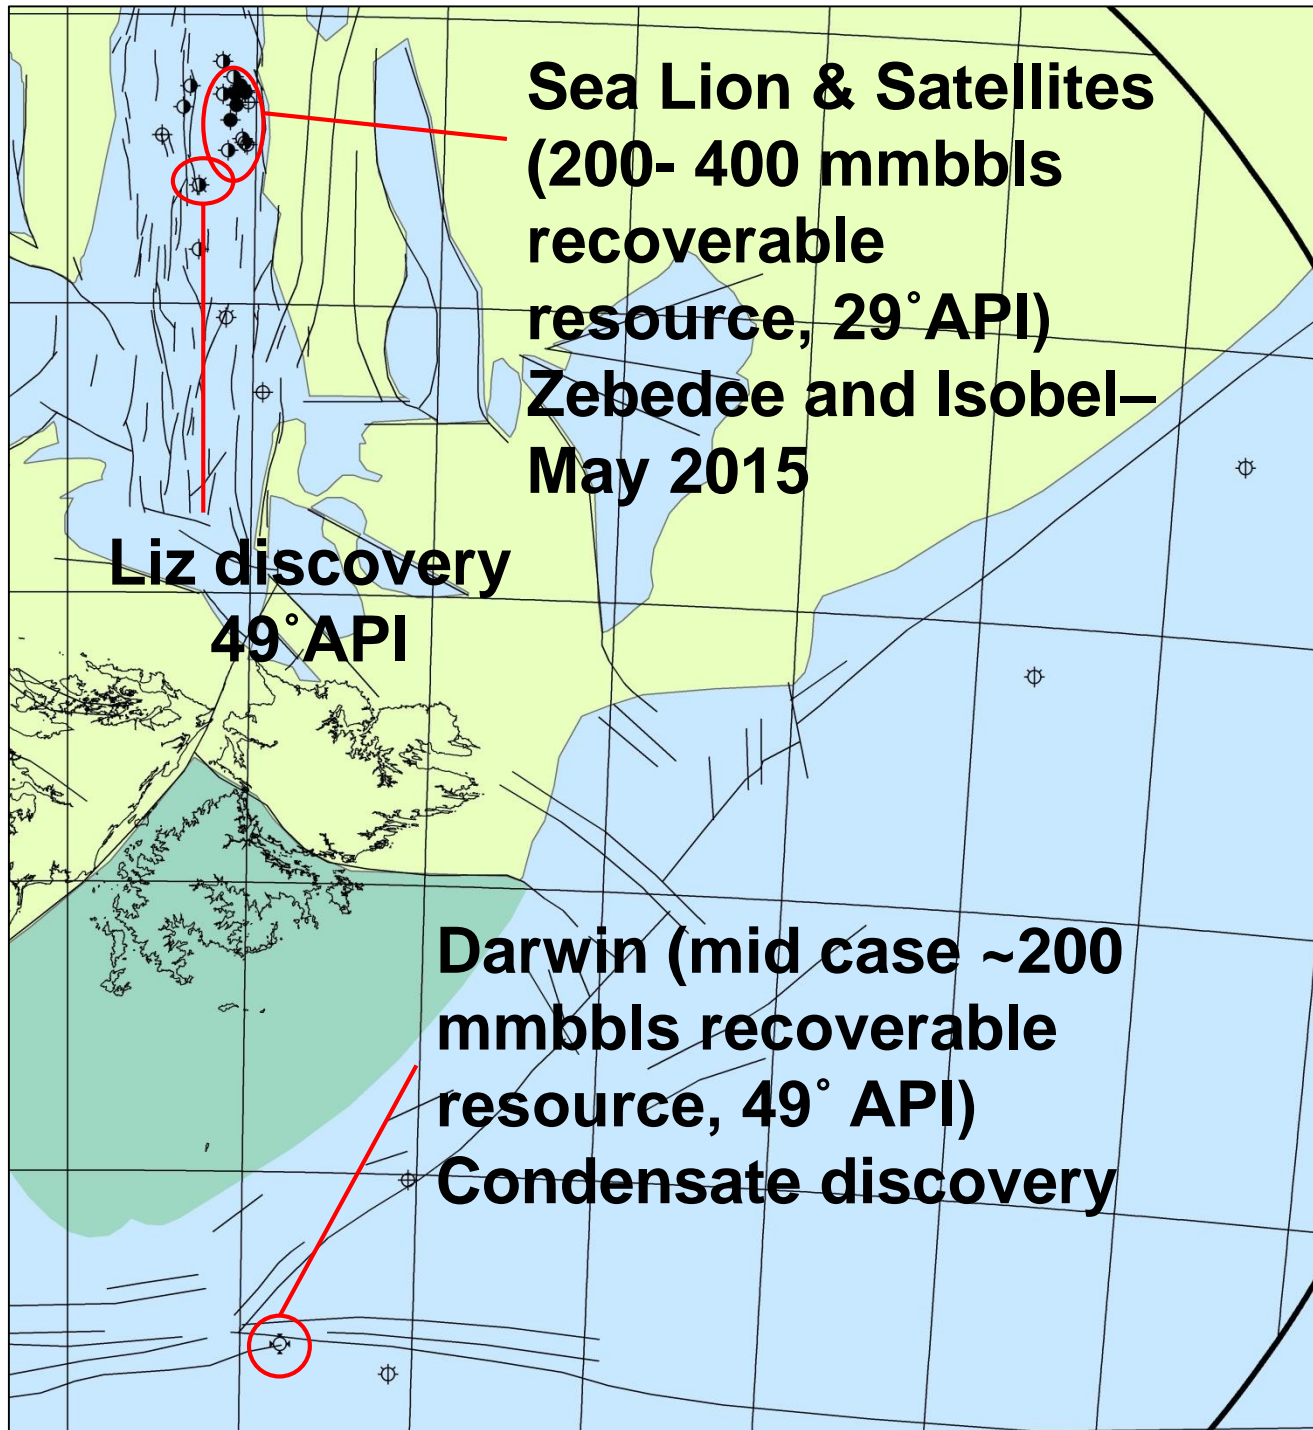 Sea Lion & Satellites
(200- 400 mmbbls
recoverable
resource, 29˚API)
Zebedee and Isobel–
May 2015
Liz discovery
49˚API
Darwin (mid case ~200
mmbbls recoverable
resource, 49˚ API)
Condensate discovery